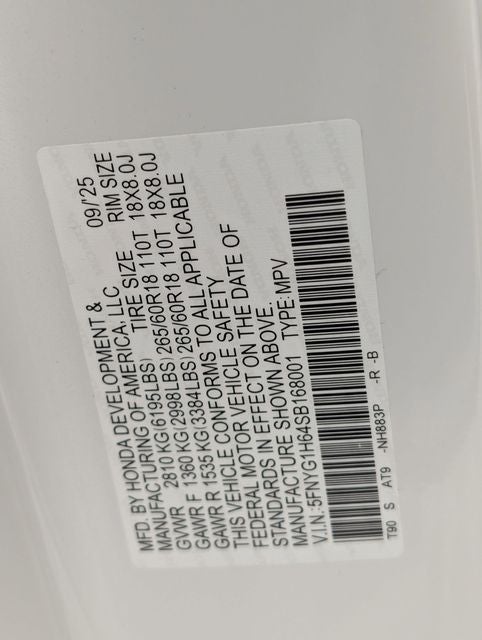 MFD. BY HONDA DEVELOPMENT & 09/'25
MANUFACTURING OF AMERICA, LLC
TIRE SIZE RIM SIZE
GVWR 2810 KG(6195LBS) 265/60R18 110T 18X8.0J
GAWR F 1360 KG(2998LBS) 265/60R18 110T 18X8.0J
GAWR R 1535 KG(3384LBS) TO ALL APPLICABLE
THIS VEHICLE CONFORMS TO ALL APPLICABLE
FEDERAL MOTOR VEHICLE SAFETY
STANDARDS IN EFFECT ON THE DATE OF
MANUFACTURE SHOWN ABOVE.
V.I.N.:5FNYG1H64SB168001 TYPE:MPV
T90 S AT9 -NH883P -R -B